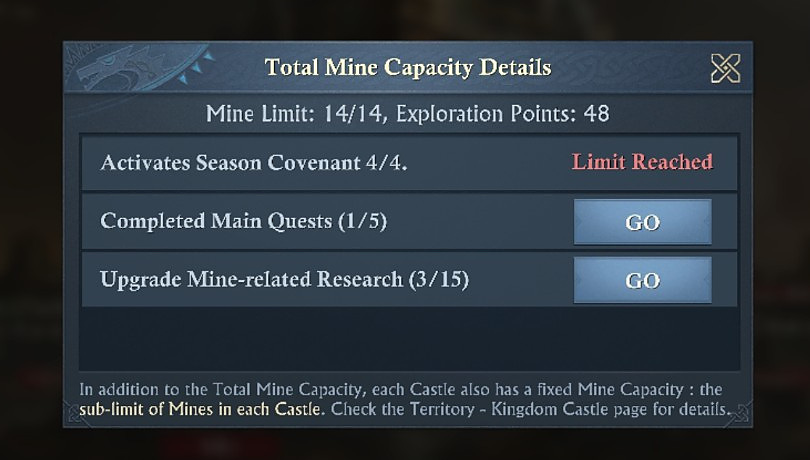 Total Mine Capacity Details
Mine Limit: 14/14, Exploration Points: 48
Activates Season Covenant 4/4.
Limit Reached
Completed Main Quests (1/5)
GO
Upgrade Mine-related Research (3/15)
GO
In addition to the Total Mine Capacity, each Castle also has a fixed Mine Capacity : the
sub-limit of Mines in each Castle. Check the Territory - Kingdom Castle page for details.